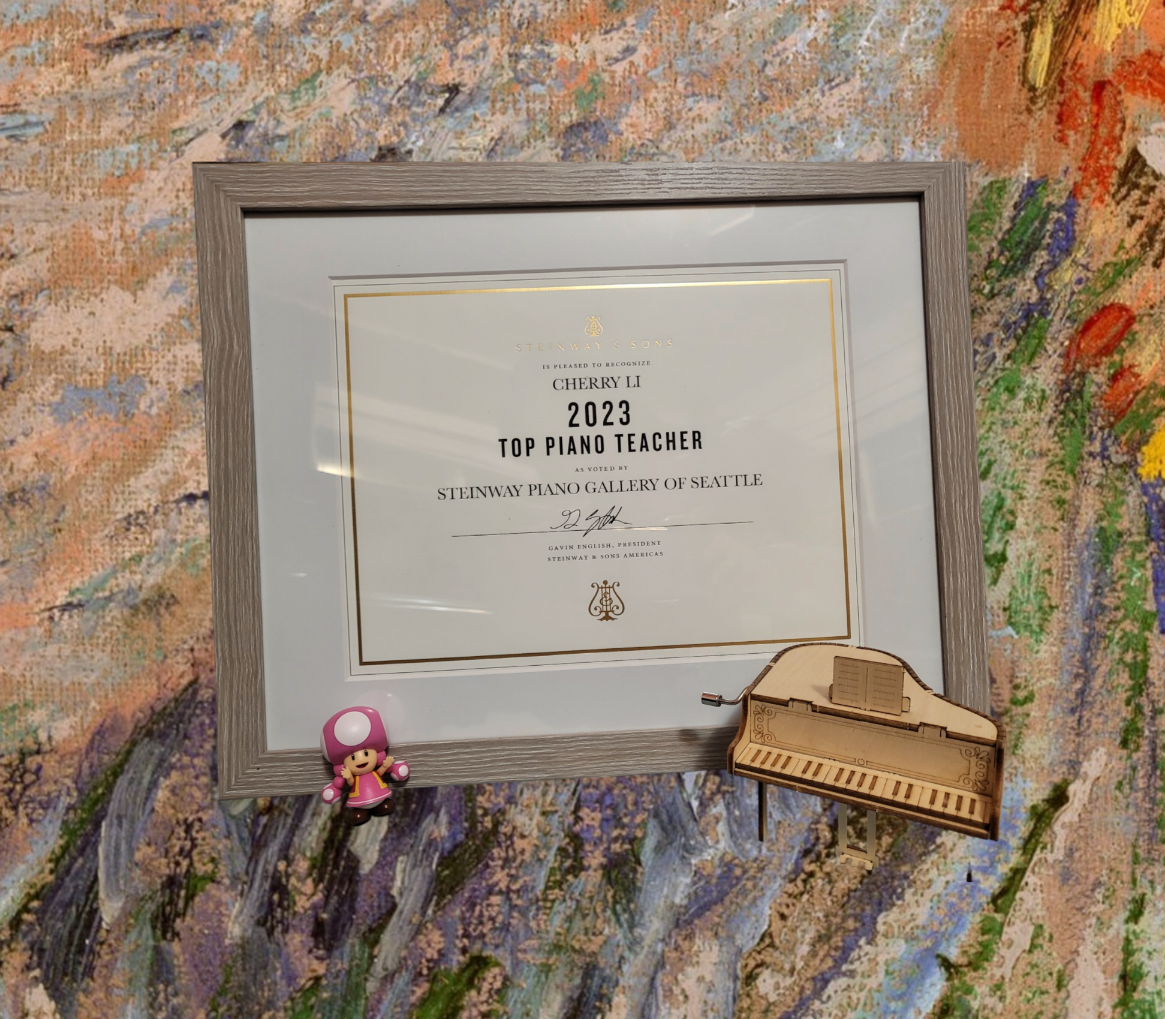 STEINWAY & SONS
IS PLEASED TO RECOGNIZE
CHERRY LI
2023
TOP PIANO TEACHER
AS VOTED BY
STEINWAY PIANO GALLERY OF SEATTLE
GAVIN ENGLISH, PRESIDENT
STEINWAY & SONS AMERICAS